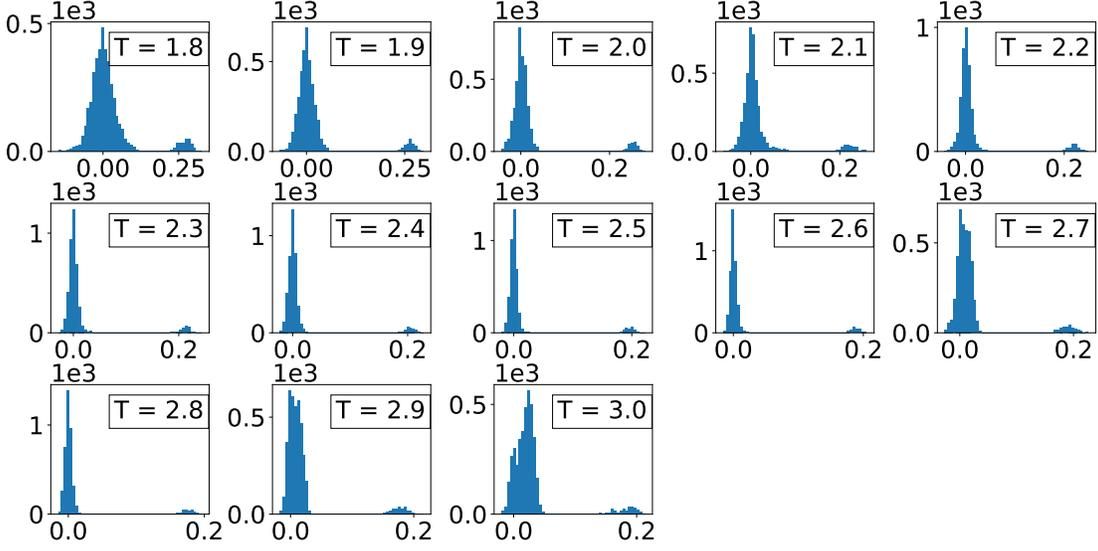 1e3 1e3 1e3 1e3 1e3
0.5 T = 1.8 T = 1.9 T = 2.0 T = 2.1 1 T = 2.2
0.5 0.5 0.5
0.0 0.0 0.0 0.0 0
0.00 0.25 0.00 0.25 0.0 0.2 0.0 0.2 0.0 0.2
1e3 1e3 1e3 1e3 1e3
1 T = 2.3 1 T = 2.4 1 T = 2.5 1 T = 2.6 0.5 T = 2.7
0 0 0 0 0.0
0.0 0.2 0.0 0.2 0.0 0.2 0.0 0.2 0.0 0.2
1e3 1e3 1e3
1 T = 2.8 0.5 T = 2.9 0.5 T = 3.0
0 0.0 0.0
0.0 0.2 0.0 0.2 0.0 0.2